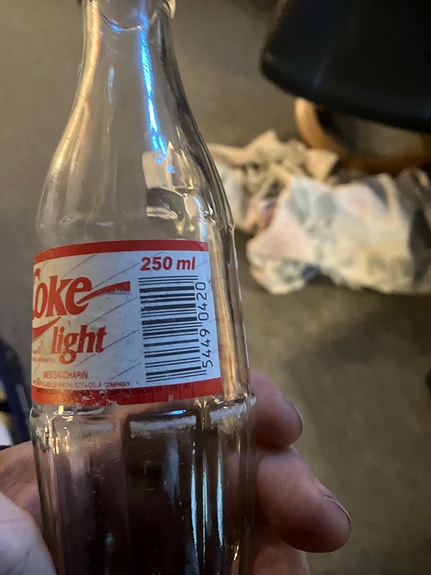 250 ml
Coke
light
MED SACCHARIN
5449 0420